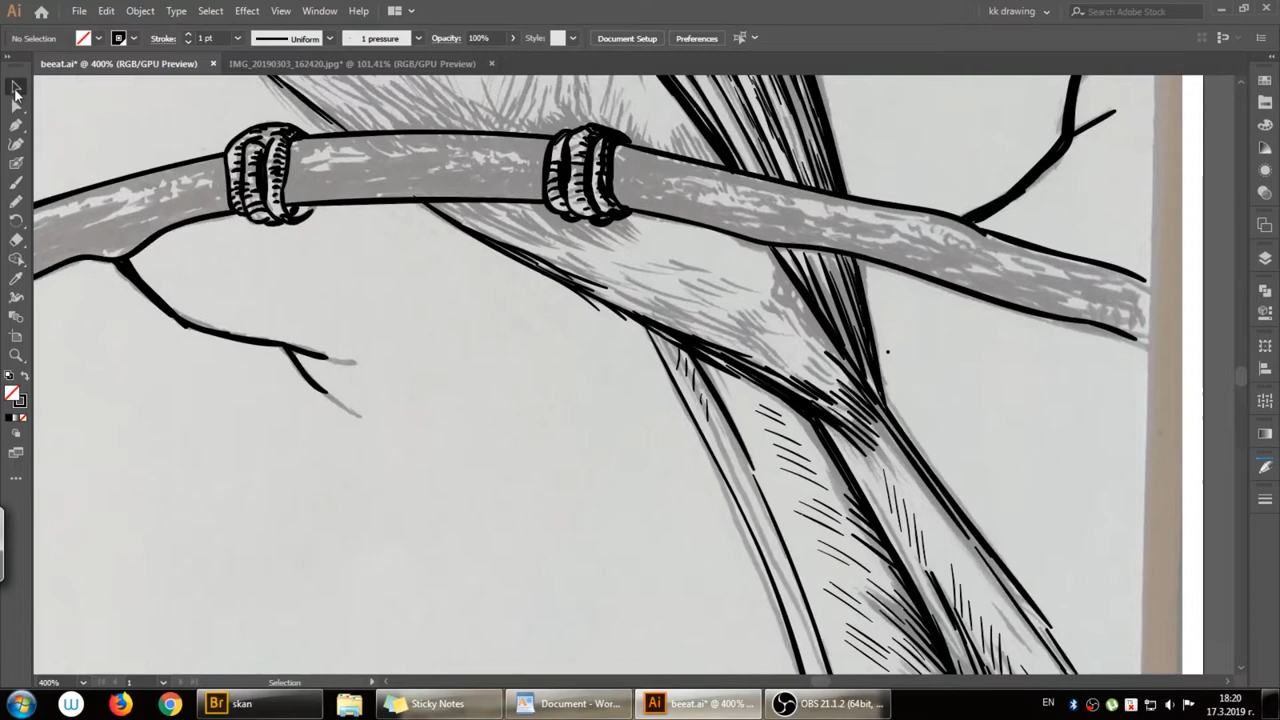 Ai File Edit Object Type Select Effect View Window Help kk drawing Search Adobe Stock
No Selection Stroke: 1 pt Uniform 1 pressure Opacity: 100% Style: Document Setup Preferences
beeat.ai* @ 400% (RGB/GPU Preview) × IMG_20190303_162420.jpg* @ 101,41% (RGB/GPU Preview) ×
400% 1 Selection
W Br skan Sticky Notes Document - Wor... Ai beeat.ai* @ 400% ... OBS 21.1.2 (64bit, ... EN 18:20
17.3.2019 г.